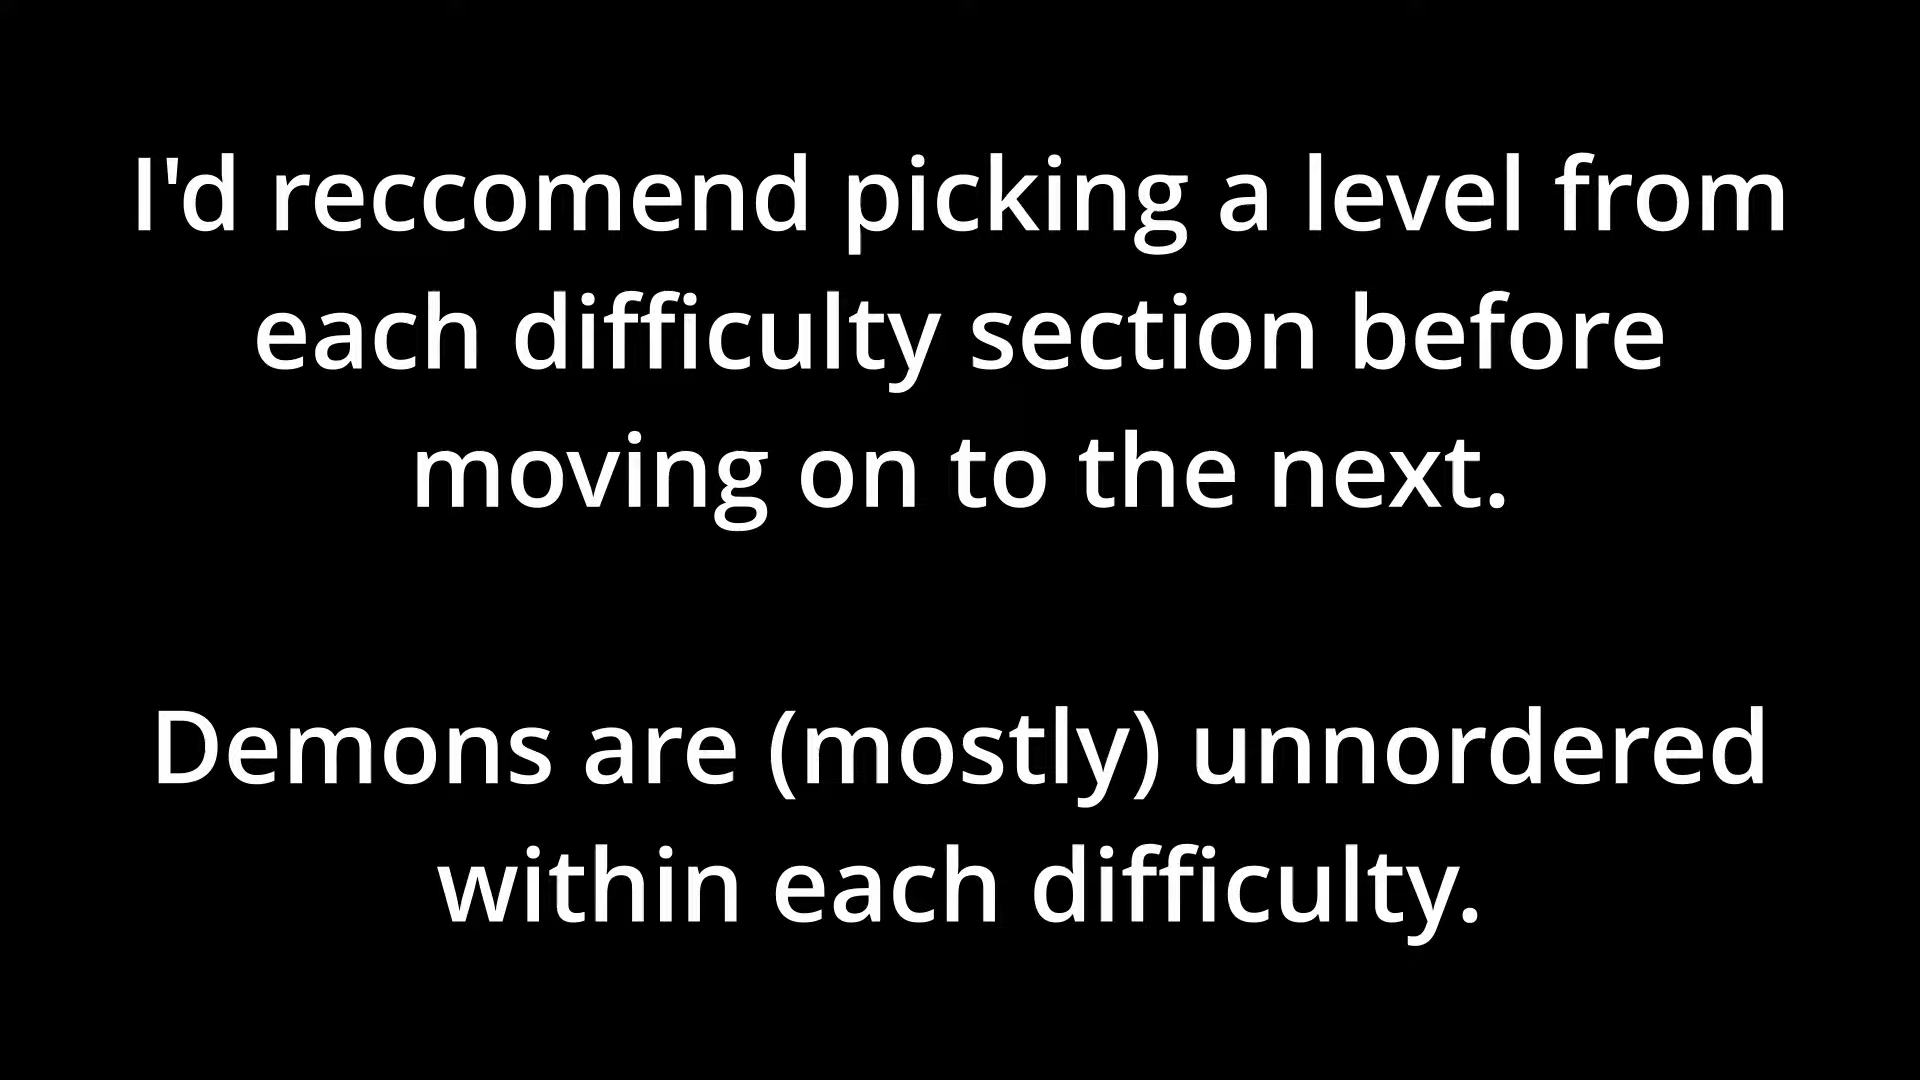 I'd reccomend picking a level from
each difficulty section before
moving on to the next.
Demons are (mostly) unnordered
within each difficulty.